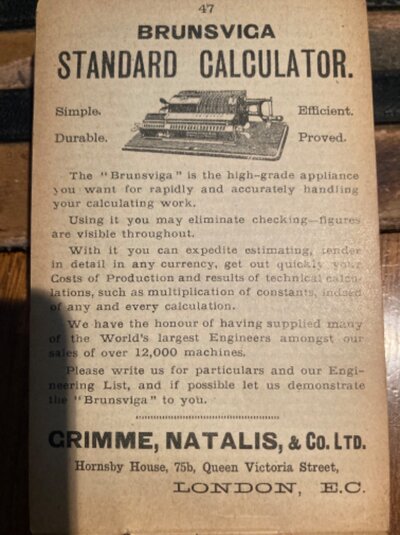 47
BRUNSVIGA
STANDARD CALCULATOR.
Simple. Efficient.
Durable. Proved.
The "Brunsviga" is the high-grade appliance
you want for rapidly and accurately handling
your calculating work.
Using it you may eliminate checking—figures
are visible throughout.
With it you can expedite estimating, tender
in detail in any currency, get out quickly your
Costs of Production and results of technical calcu-
lations, such as multiplication of constants, indeed
of any and every calculation.
We have the honour of having supplied many
of the World's largest Engineers amongst our
sales of over 12,000 machines.
Please write us for particulars and our Engi-
neering List, and if possible let us demonstrate
the "Brunsviga" to you.
GRIMME, NATALIS, & Co. LTD.
Hornsby House, 75b, Queen Victoria Street,
LONDON, E.C.